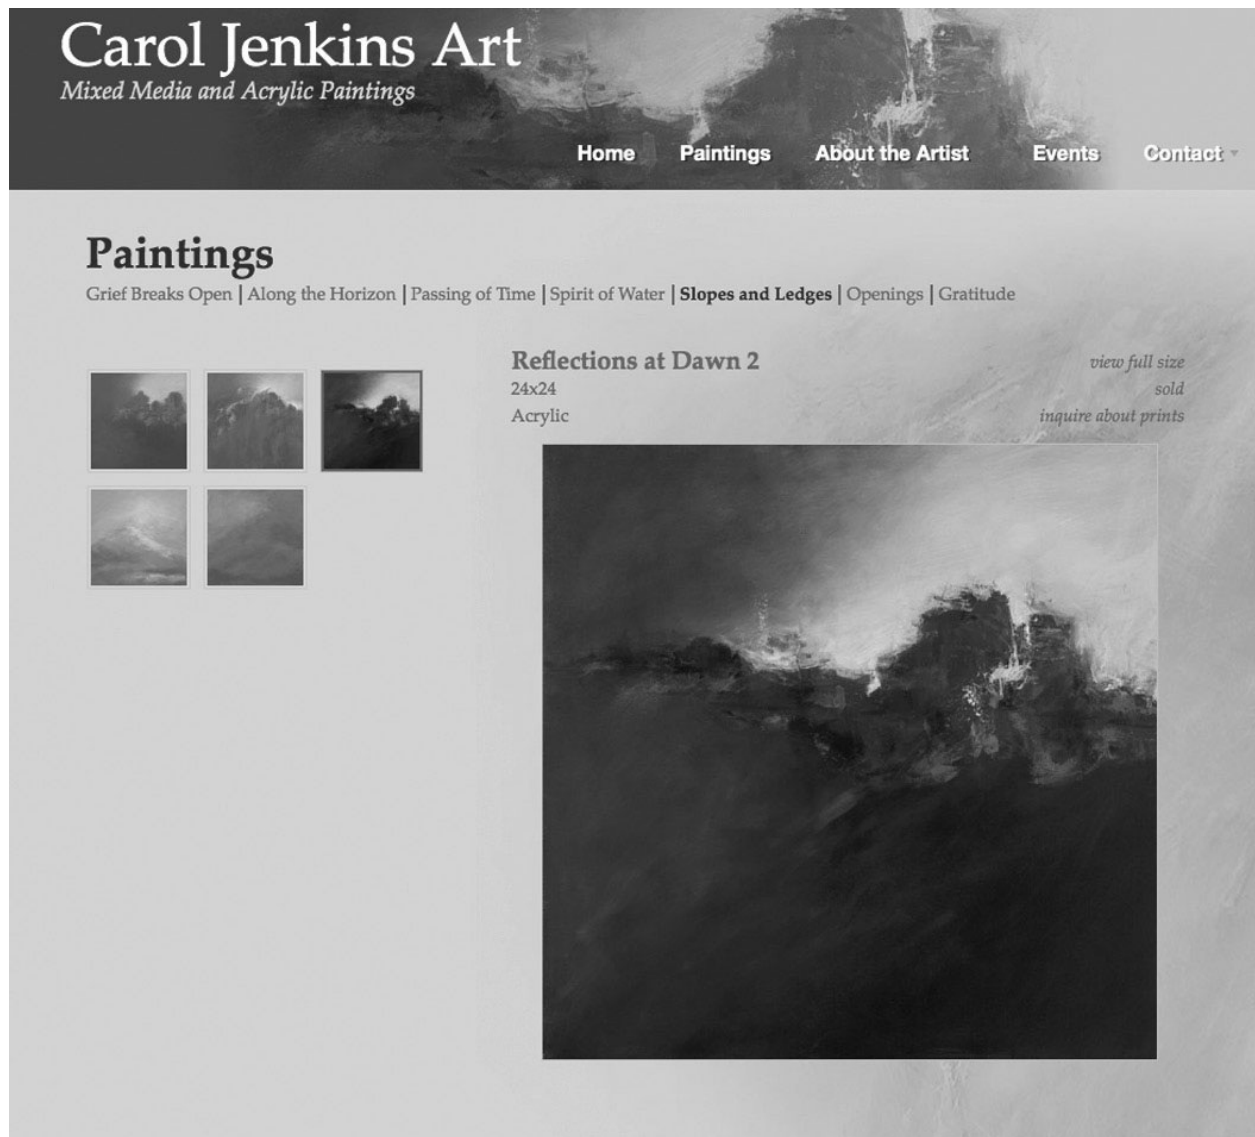 Carol Jenkins Art
Mixed Media and Acrylic Paintings
Home Paintings About the Artist Events Contact
Paintings
Grief Breaks Open | Along the Horizon | Passing of Time | Spirit of Water | Slopes and Ledges | Openings | Gratitude
Reflections at Dawn 2
view full size
24x24
sold
Acrylic
inquire about prints